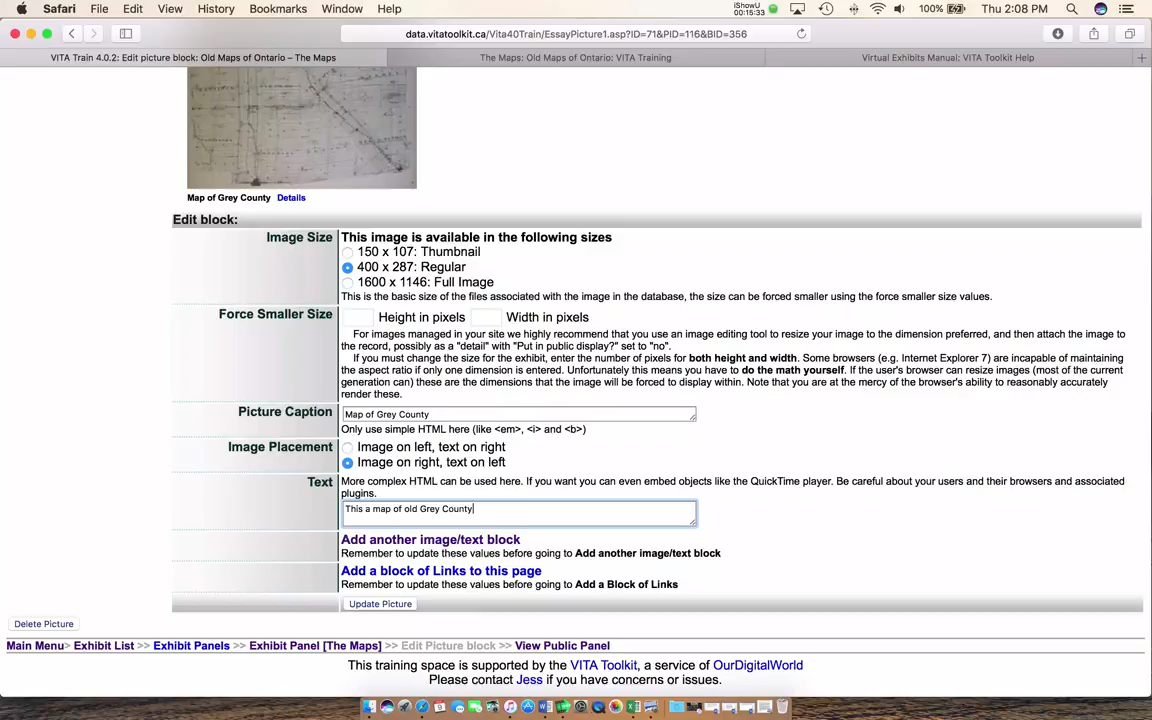 Safari File Edit View History Bookmarks Window Help iShowU 00:15:33 100% Thu 2:08 PM
data.vitatoolkit.ca/Vita40Train/EssayPicture1.asp?ID=71&PID=116&BID=356
VITA Train 4.0.2: Edit picture block: Old Maps of Ontario – The Maps The Maps: Old Maps of Ontario: VITA Training Virtual Exhibits Manual: VITA Toolkit Help
Map of Grey County Details
Edit block:
Image Size This image is available in the following sizes
150 x 107: Thumbnail
400 x 287: Regular
1600 x 1146: Full Image
This is the basic size of the files associated with the image in the database, the size can be forced smaller using the force smaller size values.
Force Smaller Size Height in pixels Width in pixels
For images managed in your site we highly recommend that you use an image editing tool to resize your image to the dimension preferred, and then attach the image to
the record, possibly as a "detail" with "Put in public display?" set to "no".
If you must change the size for the exhibit, enter the number of pixels for both height and width. Some browsers (e.g. Internet Explorer 7) are incapable of maintaining
the aspect ratio if only one dimension is entered. Unfortunately this means you have to do the math yourself. If the user's browser can resize images (most of the current
generation can) these are the dimensions that the image will be forced to display within. Note that you are at the mercy of the browser's ability to reasonably accurately
render these.
Picture Caption Map of Grey County
Only use simple HTML here (like <em>, <i> and <b>)
Image Placement Image on left, text on right
Image on right, text on left
Text More complex HTML can be used here. If you want you can even embed objects like the QuickTime player. Be careful about your users and their browsers and associated
plugins.
This a map of old Grey County
Add another image/text block
Remember to update these values before going to Add another image/text block
Add a block of Links to this page
Remember to update these values before going to Add a Block of Links
Update Picture
Delete Picture
Main Menu> Exhibit List >> Exhibit Panels >> Exhibit Panel [The Maps] >> Edit Picture block >> View Public Panel
This training space is supported by the VITA Toolkit, a service of OurDigitalWorld
Please contact Jess if you have concerns or issues.